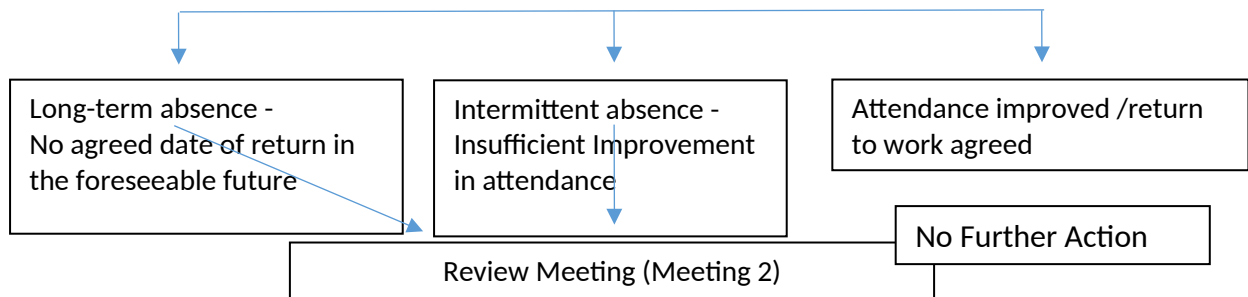 Long-term absence -
No agreed date of return in
the foreseeable future
Intermittent absence -
Insufficient Improvement
in attendance
Attendance improved /return
to work agreed
No Further Action
Review Meeting (Meeting 2)